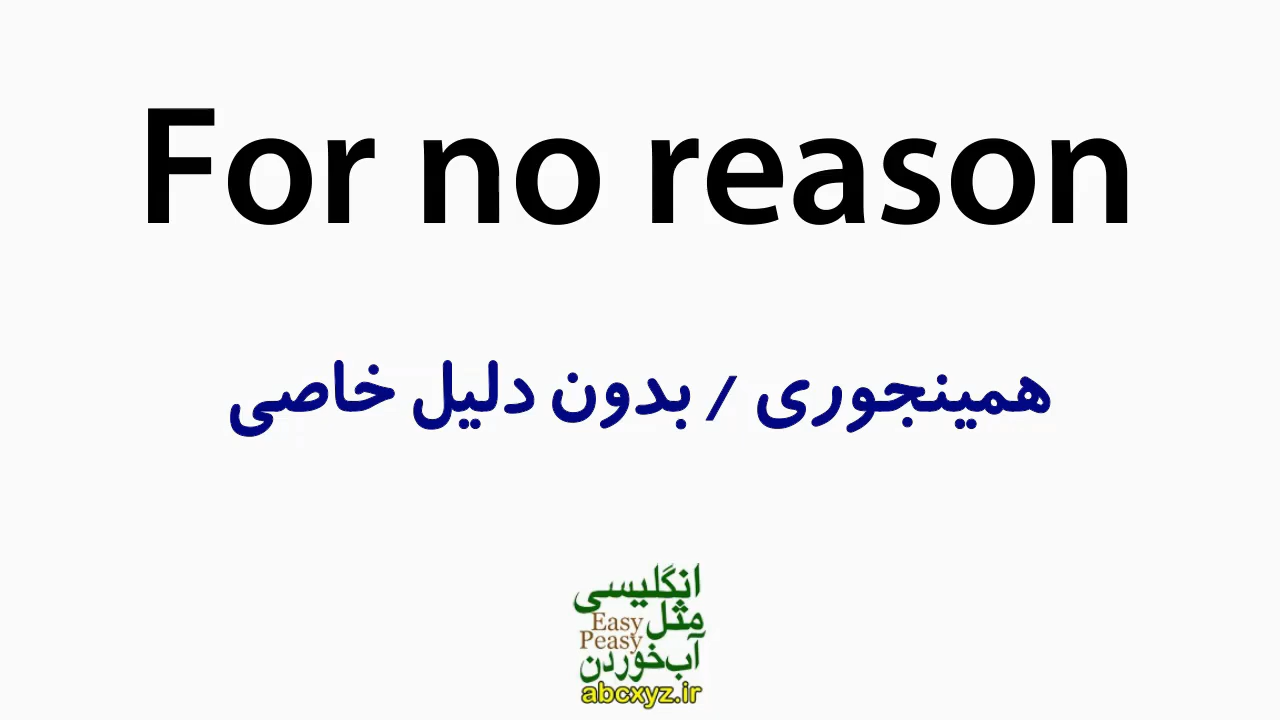 For no reason
همینجوری / بدون دلیل خاصی
انگلیسی
مثل Easy
Peasy
آب‌خوردن
abcxyz.ir